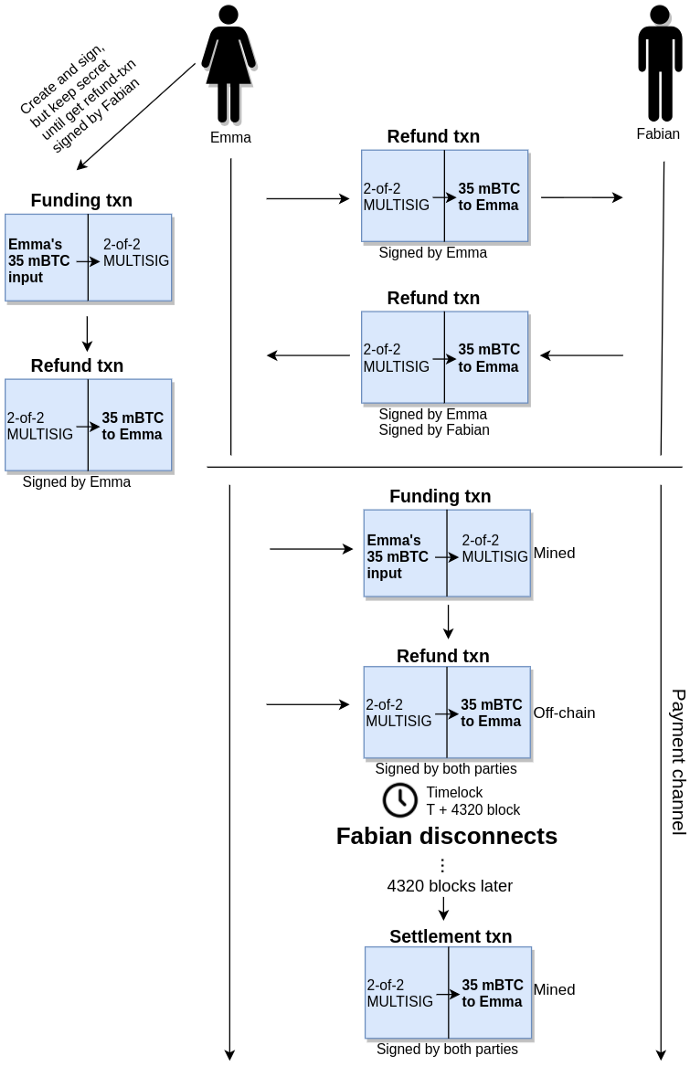 Create and sign,
but keep secret
until get refund-txn
signed by Fabian
Emma
Fabian
Funding txn
Emma's
35 mBTC
input
2-of-2
MULTISIG
Refund txn
2-of-2
MULTISIG
35 mBTC
to Emma
Signed by Emma
Refund txn
2-of-2
MULTISIG
35 mBTC
to Emma
Signed by Emma
Refund txn
2-of-2
MULTISIG
35 mBTC
to Emma
Signed by Emma
Signed by Fabian
Funding txn
Emma's
35 mBTC
input
2-of-2
MULTISIG
Mined
Refund txn
2-of-2
MULTISIG
35 mBTC
to Emma
Off-chain
Signed by both parties
Timelock
T + 4320 block
Fabian disconnects
⋮
4320 blocks later
Settlement txn
2-of-2
MULTISIG
35 mBTC
to Emma
Mined
Signed by both parties
Payment channel